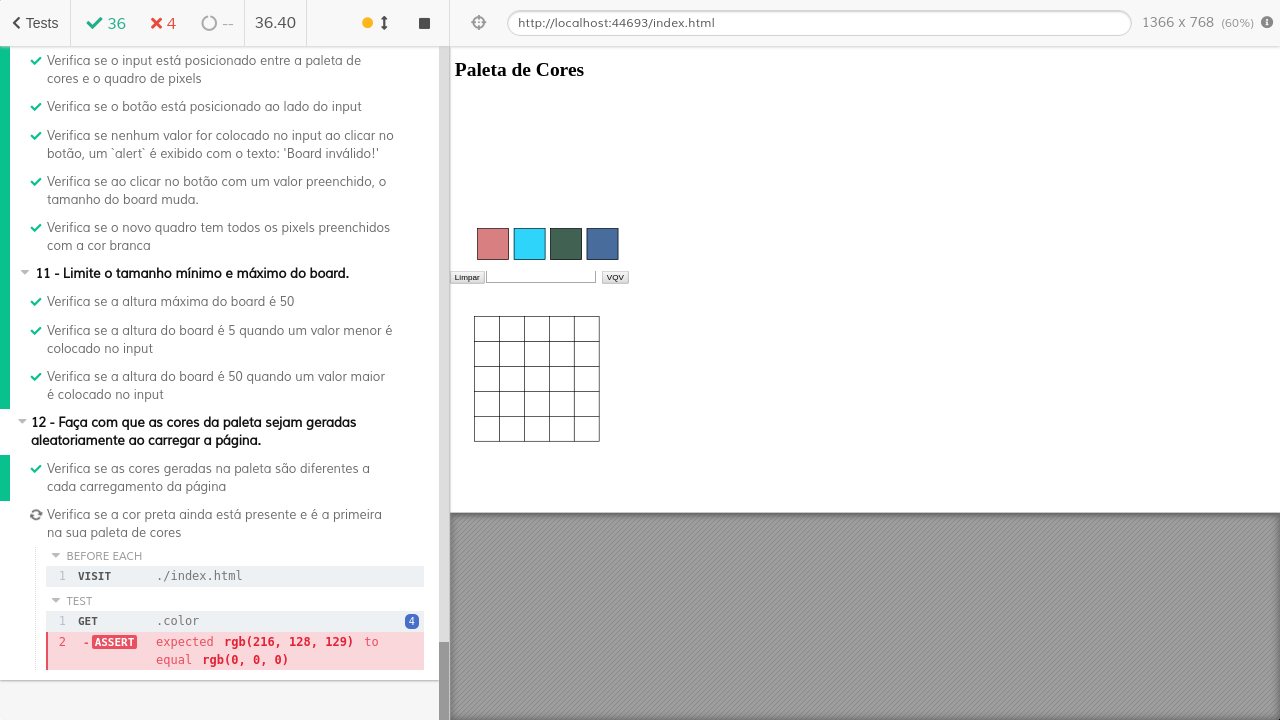 Tests 36 4 -- 36.40 http://localhost:44693/index.html 1366 x 768 (60%)
Verifica se o input está posicionado entre a paleta de
cores e o quadro de pixels
Verifica se o botão está posicionado ao lado do input
Verifica se nenhum valor for colocado no input ao clicar no
botão, um `alert` é exibido com o texto: 'Board inválido!'
Verifica se ao clicar no botão com um valor preenchido, o
tamanho do board muda.
Verifica se o novo quadro tem todos os pixels preenchidos
com a cor branca
11 - Limite o tamanho mínimo e máximo do board.
Verifica se a altura máxima do board é 50
Verifica se a altura do board é 5 quando um valor menor é
colocado no input
Verifica se a altura do board é 50 quando um valor maior
é colocado no input
12 - Faça com que as cores da paleta sejam geradas
aleatoriamente ao carregar a página.
Verifica se as cores geradas na paleta são diferentes a
cada carregamento da página
Verifica se a cor preta ainda está presente e é a primeira
na sua paleta de cores
BEFORE EACH
1 VISIT ./index.html
TEST
1 GET .color 4
2 -ASSERT expected rgb(216, 128, 129) to
equal rgb(0, 0, 0)
Paleta de Cores
Limpar VQV